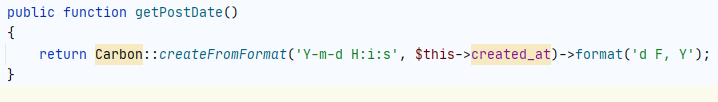 public function getPostDate()
{
return Carbon::createFromFormat('Y-m-d H:i:s', $this->created_at)->format('d F, Y');
}